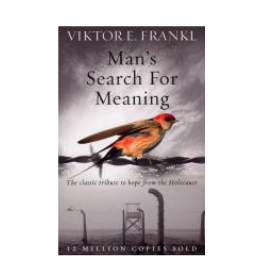 VIKTOR E. FRANKL
Man's
Search For
Meaning
The classic tribute to hope from the Holocaust
12 MILLION COPIES SOLD